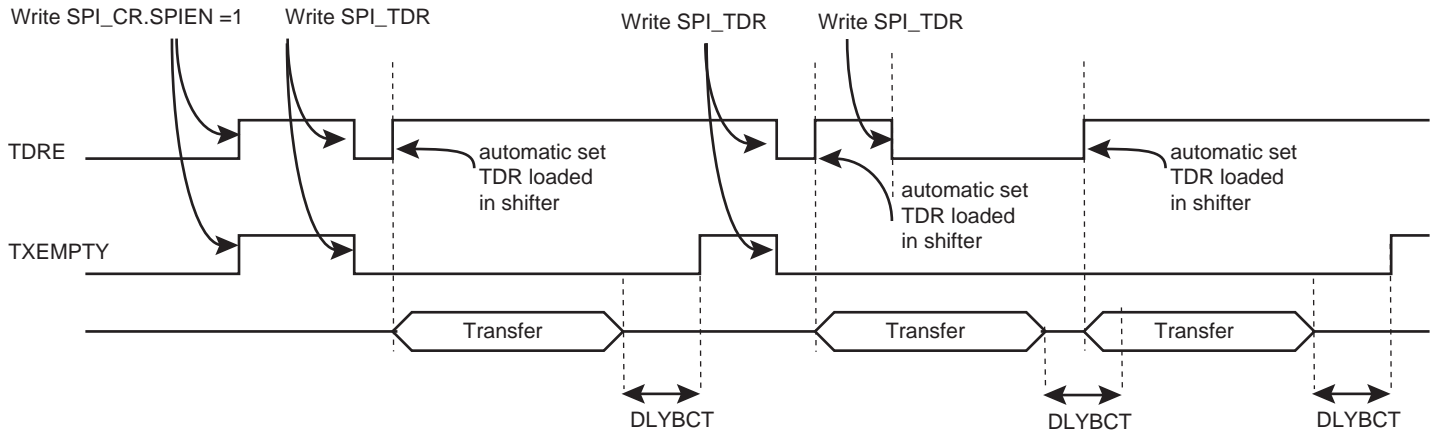 Write SPI_CR.SPIEN =1
Write SPI_TDR
Write SPI_TDR
Write SPI_TDR
TDRE
automatic set
TDR loaded
in shifter
automatic set
TDR loaded
in shifter
automatic set
TDR loaded
in shifter
TXEMPTY
Transfer
Transfer
Transfer
DLYBCT
DLYBCT
DLYBCT